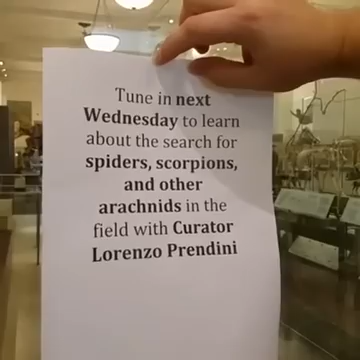 Tune in next
Wednesday to learn
about the search for
spiders, scorpions,
and other
arachnids in the
field with Curator
Lorenzo Prendini